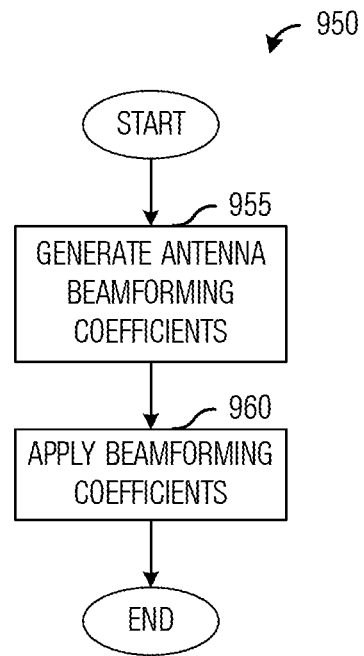 950
START
955
GENERATE ANTENNA
BEAMFORMING
COEFFICIENTS
960
APPLY BEAMFORMING
COEFFICIENTS
END